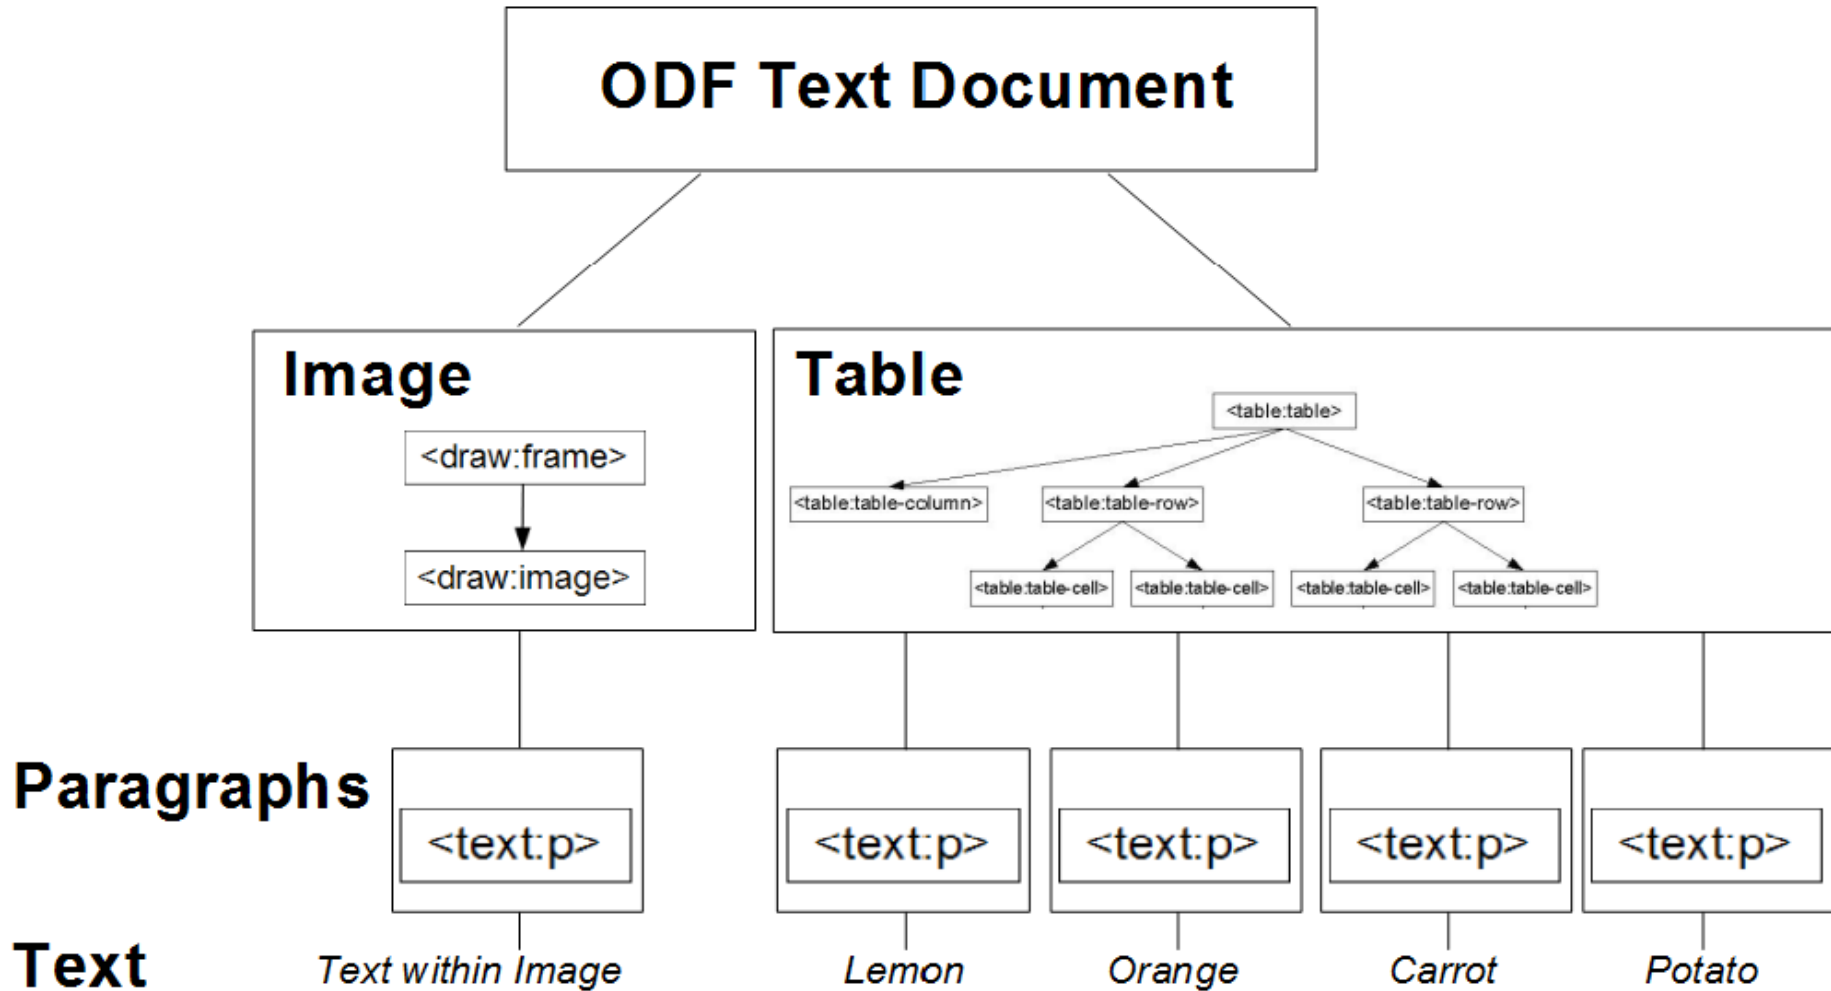 ODF Text Document
Image
<draw:frame>
<draw:image>
Table
<table:table>
<table:table-column>
<table:table-row>
<table:table-row>
<table:table-cell>
<table:table-cell>
<table:table-cell>
<table:table-cell>
Paragraphs
<text:p>
<text:p>
<text:p>
<text:p>
<text:p>
Text
Text within Image
Lemon
Orange
Carrot
Potato